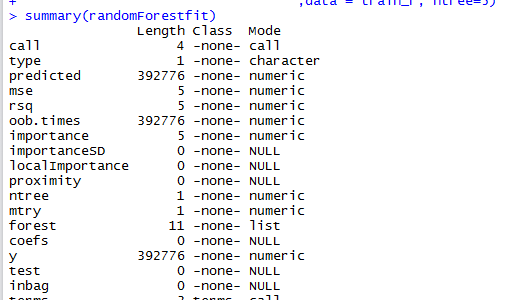 + ,data = train_r, ntree=5)
> summary(randomForestfit)
Length Class Mode
call 4 -none- call
type 1 -none- character
predicted 392776 -none- numeric
mse 5 -none- numeric
rsq 5 -none- numeric
oob.times 392776 -none- numeric
importance 5 -none- numeric
importanceSD 0 -none- NULL
localImportance 0 -none- NULL
proximity 0 -none- NULL
ntree 1 -none- numeric
mtry 1 -none- numeric
forest 11 -none- list
coefs 0 -none- NULL
y 392776 -none- numeric
test 0 -none- NULL
inbag 0 -none- NULL
terms 3 terms call